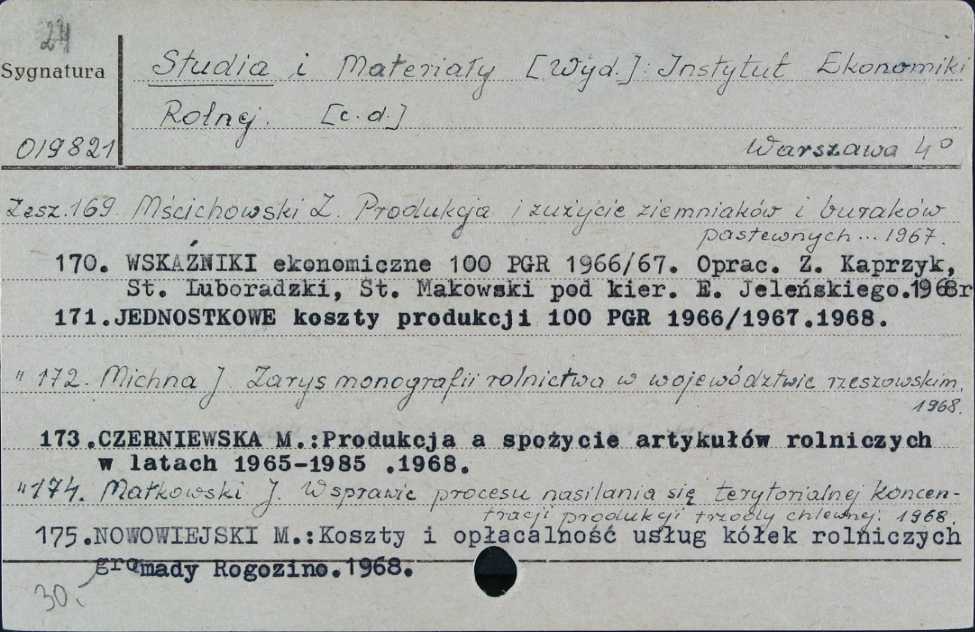 24
Sygnatura
Studia i Materiały [Wyd.]: Instytut Ekonomiki
Rolnej. [c.d.]
019821
Warszawa 4°
Zesz. 169. Mścichowski Z. Produkcja i zużycie ziemniaków i buraków
pastewnych... 1967.
170. WSKAŹNIKI ekonomiczne 100 PGR 1966/67. Oprac. Z. Kaprzyk,
St. Luboradzki, St. Makowski pod kier. E. Jeleńskiego.1968r
171.JEDNOSTKOWE koszty produkcji 100 PGR 1966/1967.1968.
" 172. Michna J. Zarys monografii rolnictwa w województwie rzeszowskim.
1968.
173.CZERNIEWSKA M.:Produkcja a spożycie artykułów rolniczych
w latach 1965-1985 .1968.
" 174. Małkowski J. W sprawie procesu nasilania się terytorialnej koncen-
tracji produkcji trzody chlewnej. 1968.
175.NOWOWIEJSKI M.:Koszty i opłacalność usług kółek rolniczych
gromady Rogozino.1968.
30.